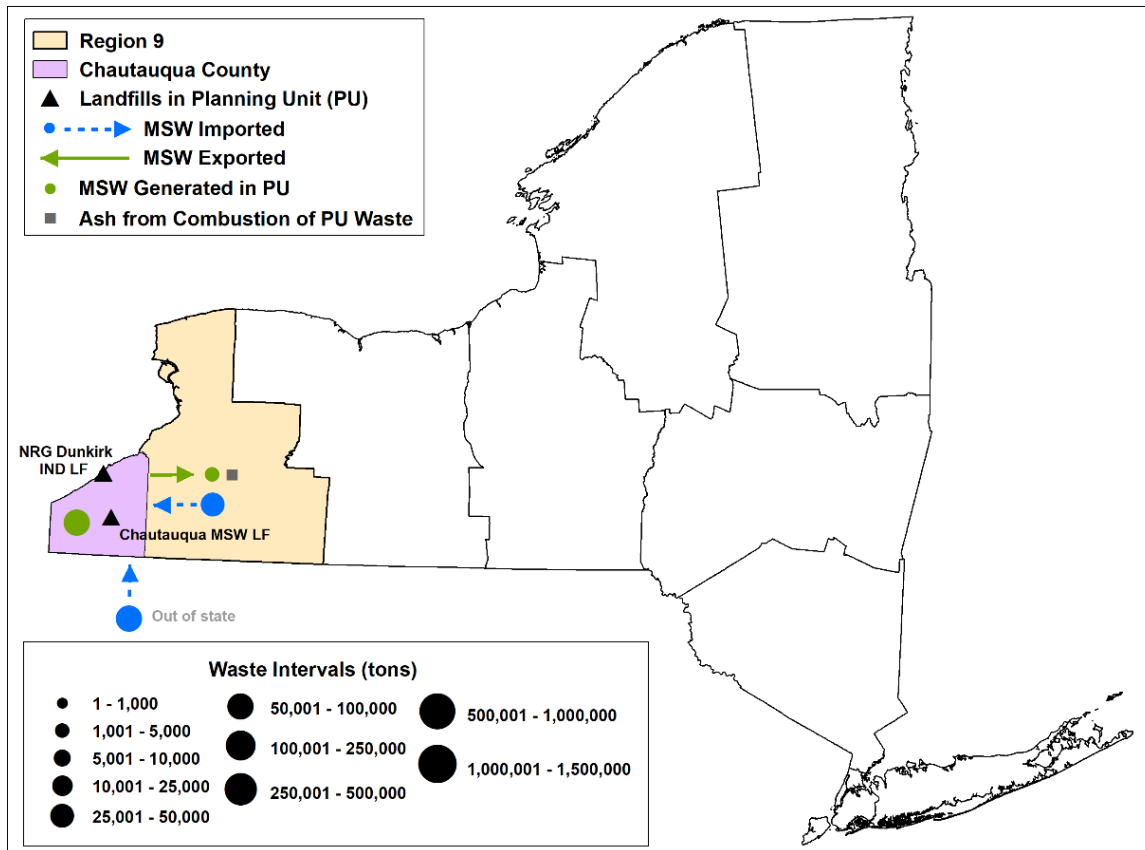 Region 9
Chautauqua County
Landfills in Planning Unit (PU)
MSW Imported
MSW Exported
MSW Generated in PU
Ash from Combustion of PU Waste
NRG Dunkirk
IND LF
Chautauqua MSW LF
Out of state
Waste Intervals (tons)
1 - 1,000
1,001 - 5,000
5,001 - 10,000
10,001 - 25,000
25,001 - 50,000
50,001 - 100,000
100,001 - 250,000
250,001 - 500,000
500,001 - 1,000,000
1,000,001 - 1,500,000